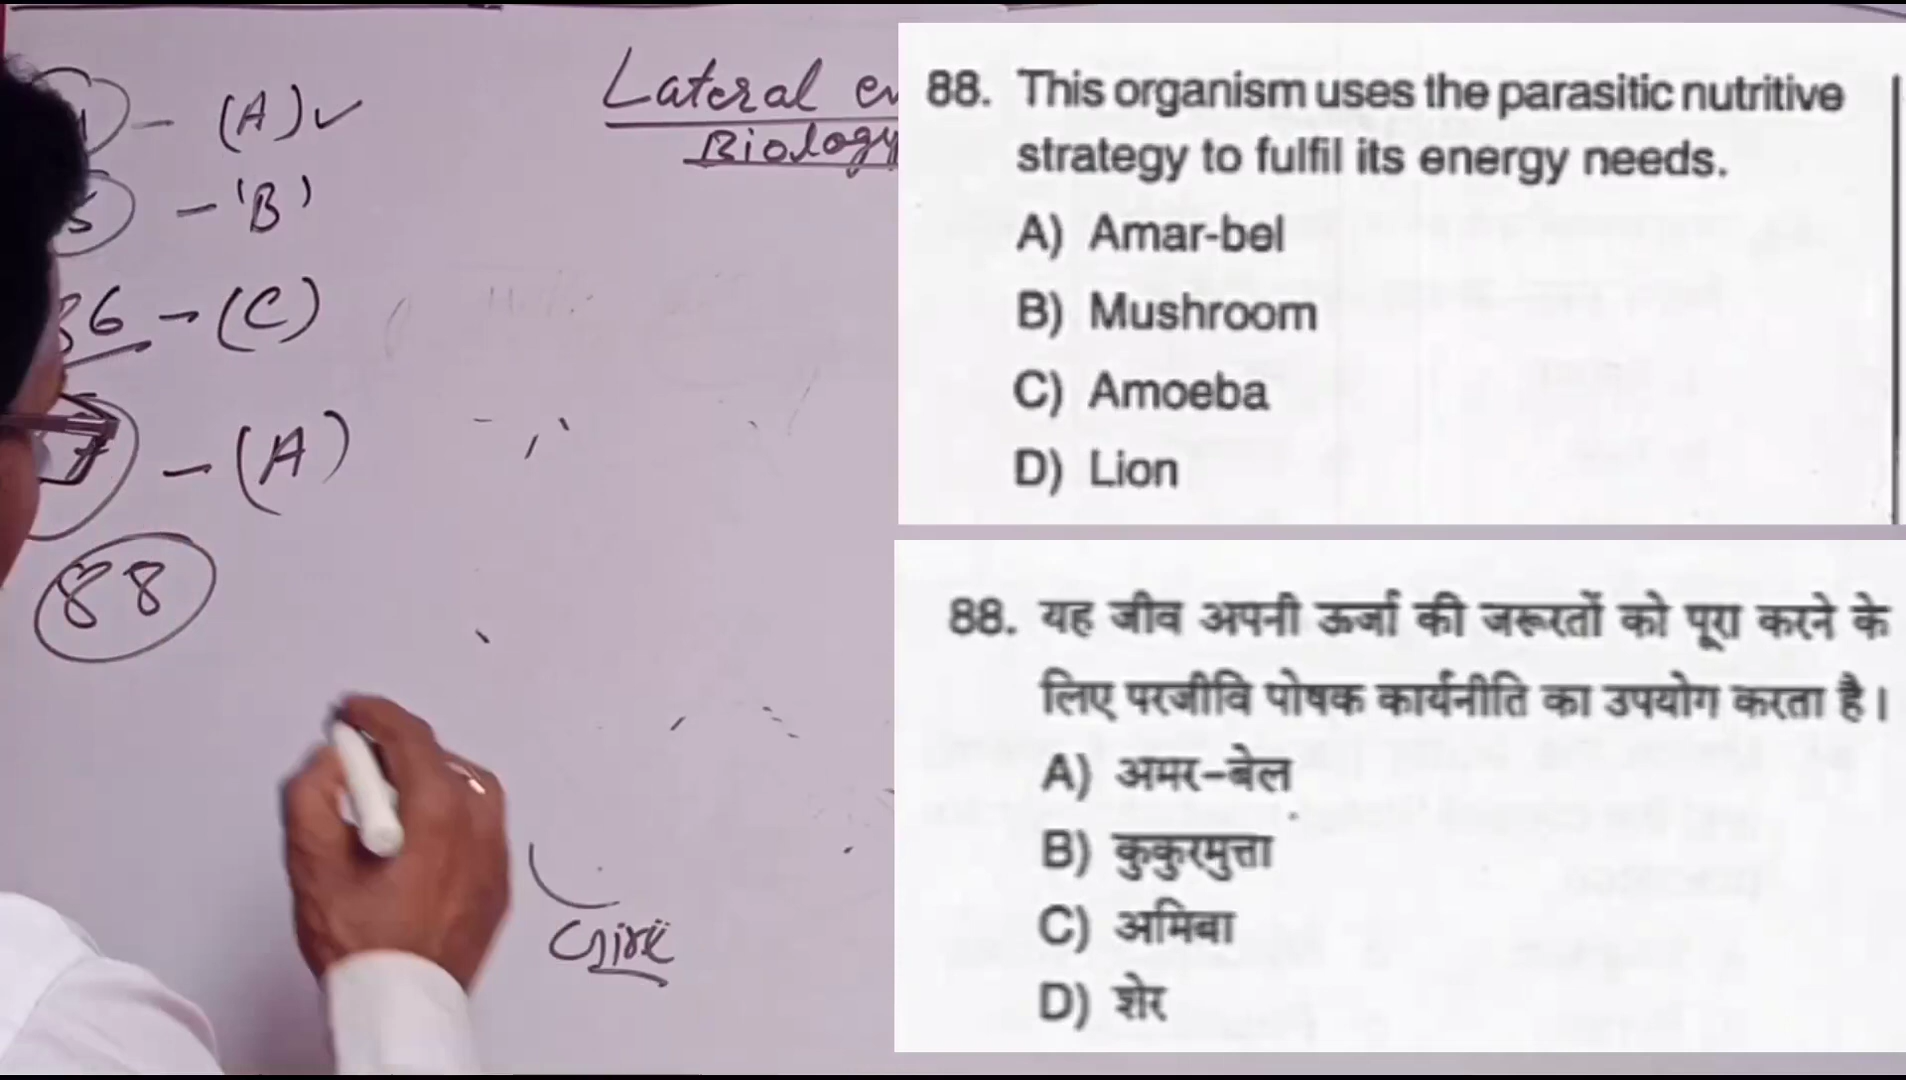 - (A) ✓
- 'B'
36 - (C)
- (A)
88
Lateral
Biology
88. This organism uses the parasitic nutritive
strategy to fulfil its energy needs.
A) Amar-bel
B) Mushroom
C) Amoeba
D) Lion
88. यह जीव अपनी ऊर्जा की जरूरतों को पूरा करने के
लिए परजीवि पोषक कार्यनीति का उपयोग करता है।
A) अमर-बेल
B) कुकुरमुत्ता
C) अमिबा
D) शेर